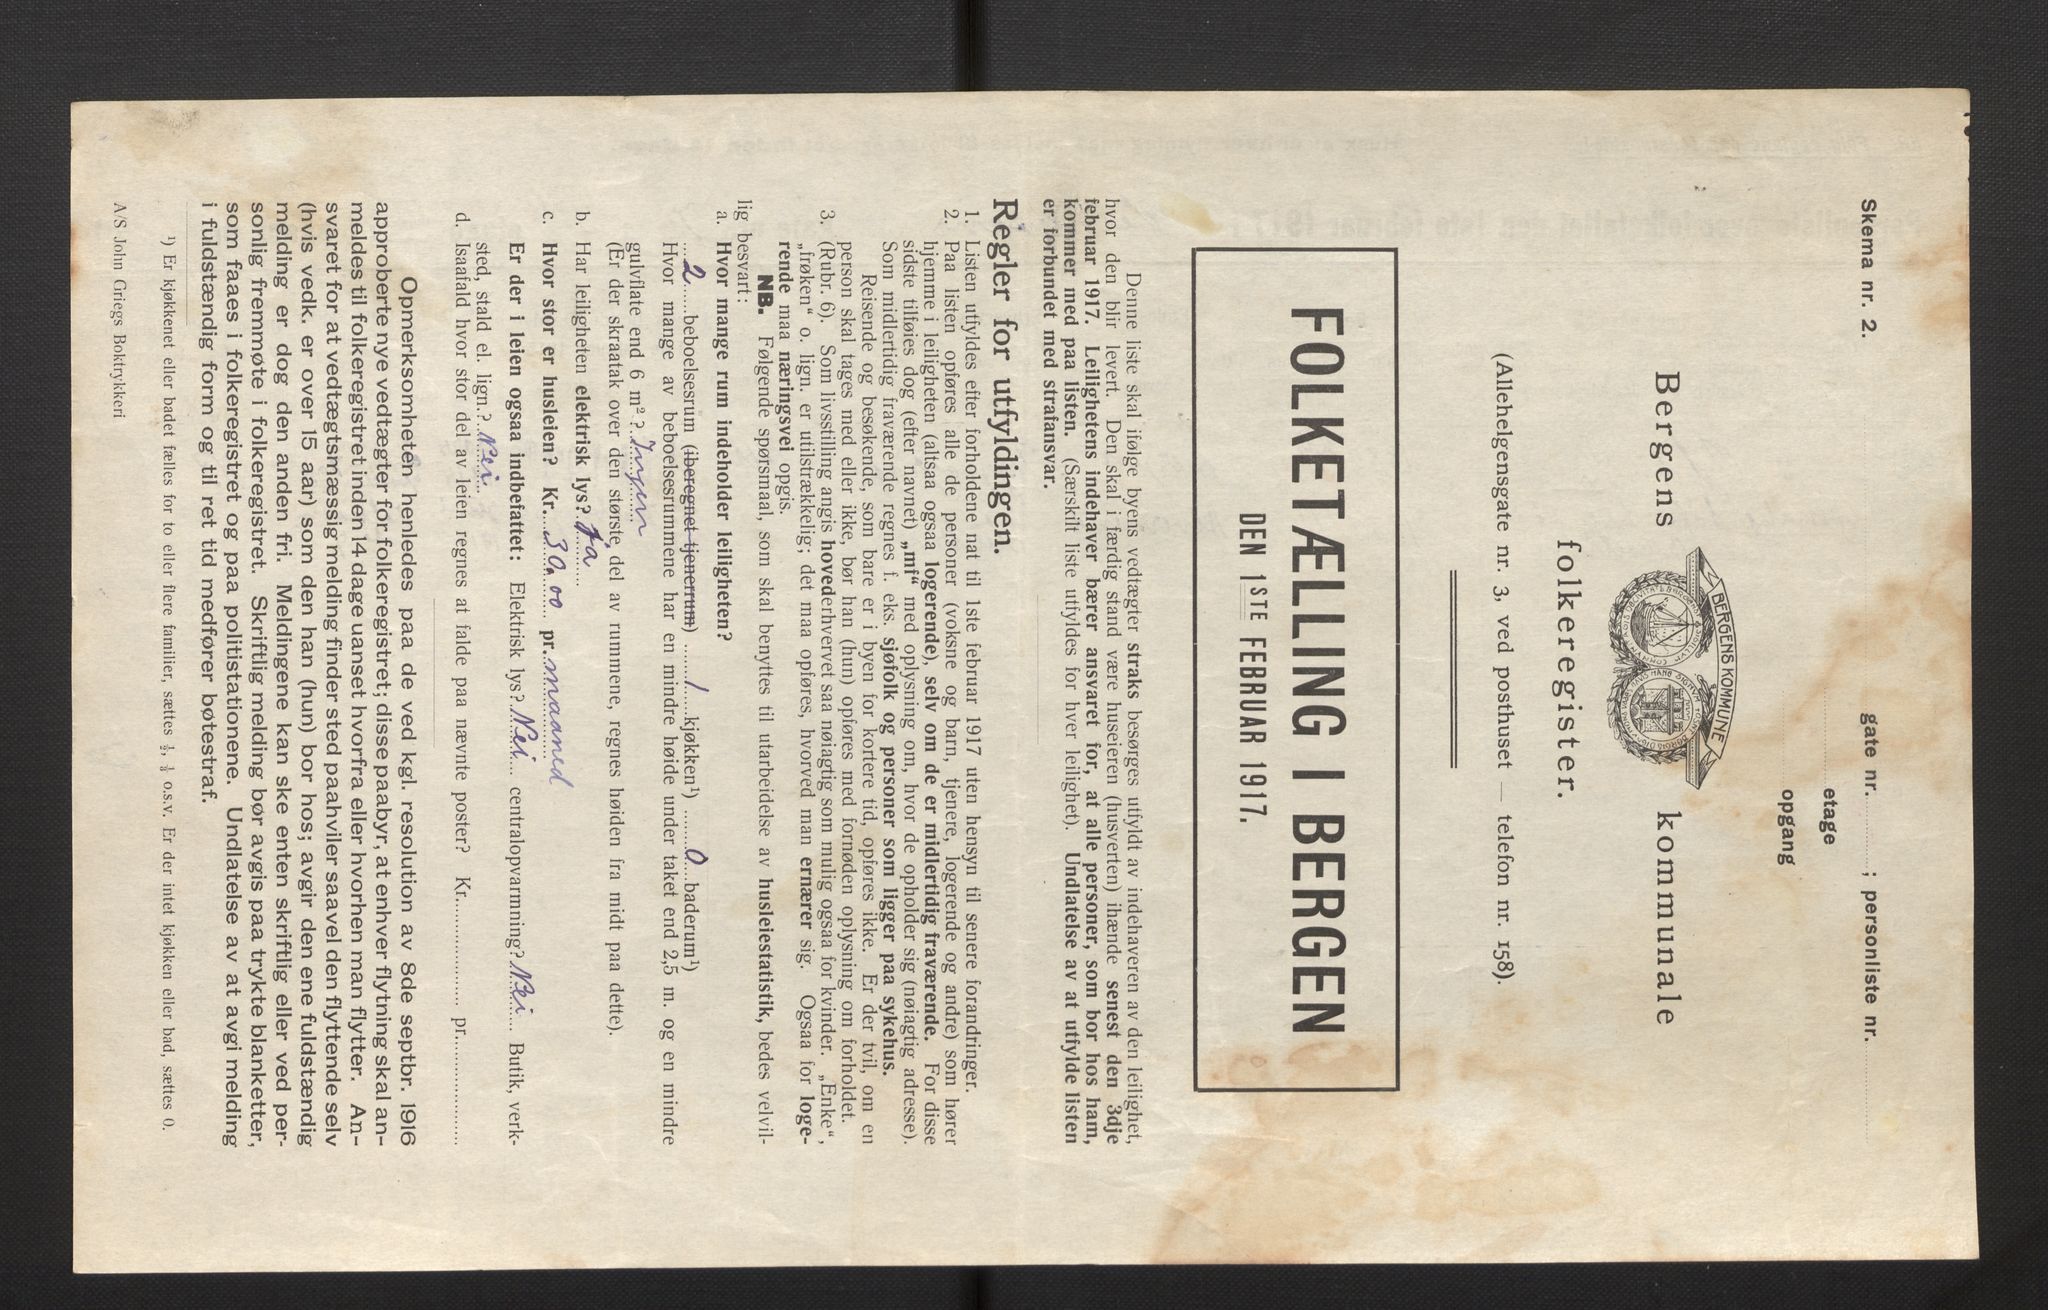 Skema nr. 2.
gate nr. ; personliste nr.
etage
opgang
BERGENS KOMMUNE
Bergens kommunale
folkeregister.
(Allehelgensgate nr. 3, ved posthuset — telefon nr. 158).
FOLKETÆLLING I BERGEN
DEN 1STE FEBRUAR 1917.
Denne liste skal ifølge byens vedtægter straks besørges utfyldt av indehaveren av den leilighet,
hvor den blir levert. Den skal i færdig stand være huseieren (husverten) ihænde senest den 3dje
februar 1917. Leilighetens indehaver bærer ansvaret for, at alle personer, som bor hos ham,
kommer med paa listen. (Særskilt liste utfyldes for hver leilighet). Undlatelse av at utfylde listen
er forbundet med strafansvar.
Regler for utfyldingen.
1. Listen utfyldes efter forholdene nat til 1ste februar 1917 uten hensyn til senere forandringer.
2. Paa listen opføres alle de personer (voksne og barn, tjenere, logerende og andre) som hører
hjemme i leiligheten (altsaa ogsaa logerende), selv om de er midlertidig fraværende. For disse
sidste tilføies dog (efter navnet) „mf“ med oplysning om, hvor de opholder sig (nøiagtig adresse).
Som midlertidig fraværende regnes f. eks. sjøfolk og personer som ligger paa sykehus.
Reisende og besøkende, som bare er i byen for kortere tid, opføres ikke. Er der tvil, om en
person skal tages med eller ikke, bør han (hun) opføres med fornøden oplysning om forholdet.
3. (Rubr. 6). Som livsstilling angis hovederhvervet saa nøiagtig som mulig ogsaa for kvinder. „Enke“,
„frøken“ o. lign. er utilstrækkelig; det maa opføres, hvorved man ernærer sig. Ogsaa for loge-
rende maa næringsvei opgis.
NB. Følgende spørsmaal, som skal benyttes til utarbeidelse av husleiestatistik, bedes velvil-
lig besvart:
a. Hvor mange rum indeholder leiligheten?
2 beboelsesrum (iberegnet tjenerrum) 1 kjøkken¹) 0 baderum¹)
Hvor mange av beboelsesrummene har en mindre høide under taket end 2,5 m. og en mindre
gulvflate end 6 m²? Ingen
(Er der skraatak over den største del av rummene, regnes høiden fra midt paa dette).
b. Har leiligheten elektrisk lys? Ja
c. Hvor stor er husleien? Kr. 30,00 pr. maaned
Er der i leien ogsaa indbefattet: Elektrisk lys? Nei centralopvarmning? Nei Butik, verk-
sted, stald el. lign.? Nei
d. Isaafald hvor stor del av leien regnes at falde paa nævnte poster? Kr. pr.
Opmerksomheten henledes paa de ved kgl. resolution av 8de septbr. 1916
approberte nye vedtægter for folkeregistret; disse paabyr, at enhver flytning skal an-
meldes til folkeregistret inden 14 dage uanset hvorfra eller hvorhen man flytter. An-
svaret for at vedtægtsmæssig melding finder sted paahviler saavel den flyttende selv
(hvis vedk. er over 15 aar) som den han (hun) bor hos; avgir den ene fuldstændig
melding er dog den anden fri. Meldingene kan ske enten skriftlig eller ved per-
sonlig fremmøte i folkeregistret. Skriftlig melding bør avgis paa trykte blanketter,
som faaes i folkeregistret og paa politistationene. Undlatelse av at avgi melding
i fuldstændig form og til ret tid medfører bøtestraf.
¹) Er kjøkkenet eller badet fælles for to eller flere familier, sættes ½, ⅓ o.s.v. Er der intet kjøkken eller bad, sættes 0.
A/S John Griegs Boktrykkeri